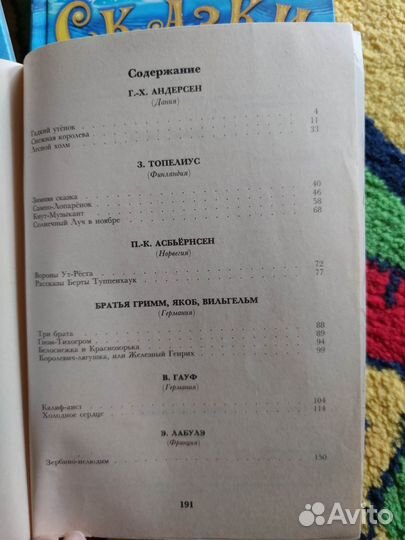 СКАЗКИ
Содержание
Г.-Х. АНДЕРСЕН
(Дания)
Гадкий утёнок 4
Снежная королева 11
Лесной холм 33
З. ТОПЕЛИУС
(Финляндия)
Зимняя сказка 40
Сампо-Лопарёнок 46
Кнут-Музыкант 58
Солнечный Луч в ноябре 68
П.-К. АСБЬЁРНСЕН
(Норвегия)
Вороны Ут-Рёста 72
Рассказы Берты Туппенхаук 77
БРАТЬЯ ГРИММ, ЯКОБ, ВИЛЬГЕЛЬМ
(Германия)
Три брата 88
Гном-Тихогром 89
Белоснежка и Краснозорька 94
Королевич-лягушка, или Железный Генрих 99
В. ГАУФ
(Германия)
Калиф-аист 104
Холодное сердце 114
Э. ЛАБУЛЭ
(Франция)
Зербино-нелюдим 150
191
Avito